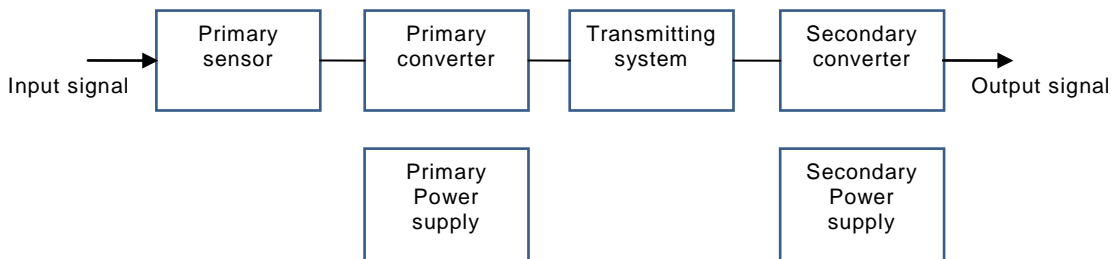 Primary
sensor
Primary
converter
Transmitting
system
Secondary
converter
Input signal
Output signal
Primary
Power
supply
Secondary
Power
supply